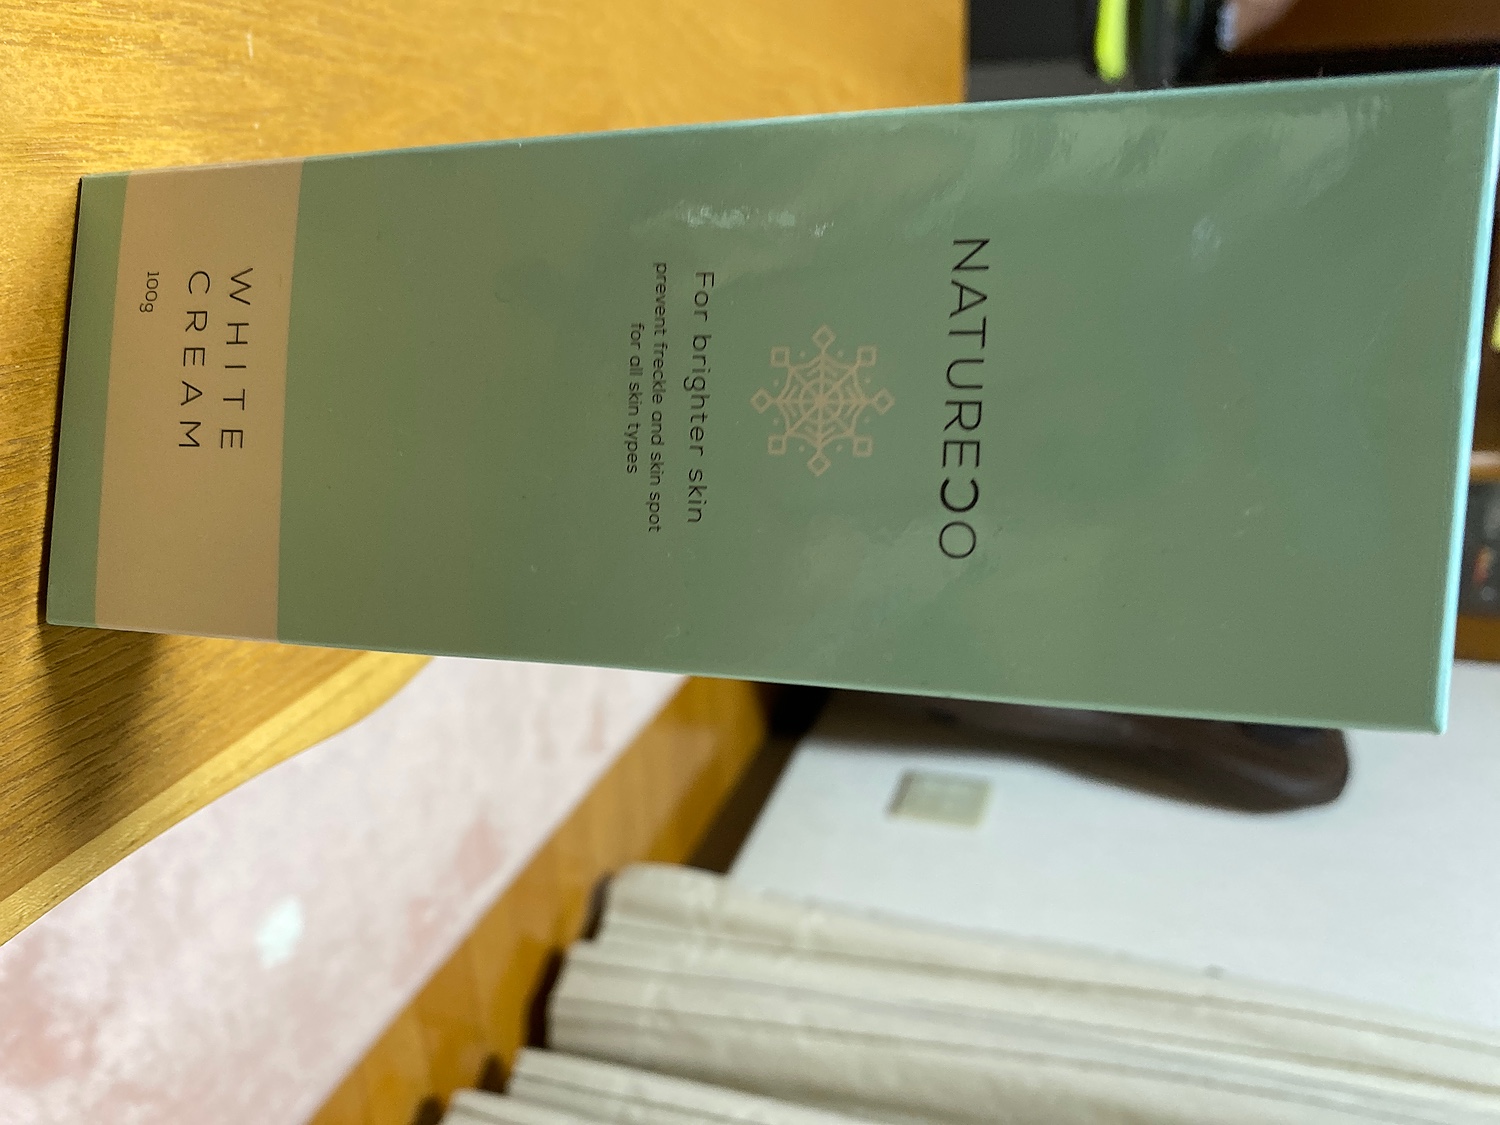 NATURECO
For brighter skin
prevent freckle and skin spot
for all skin types
WHITE
CREAM
100g